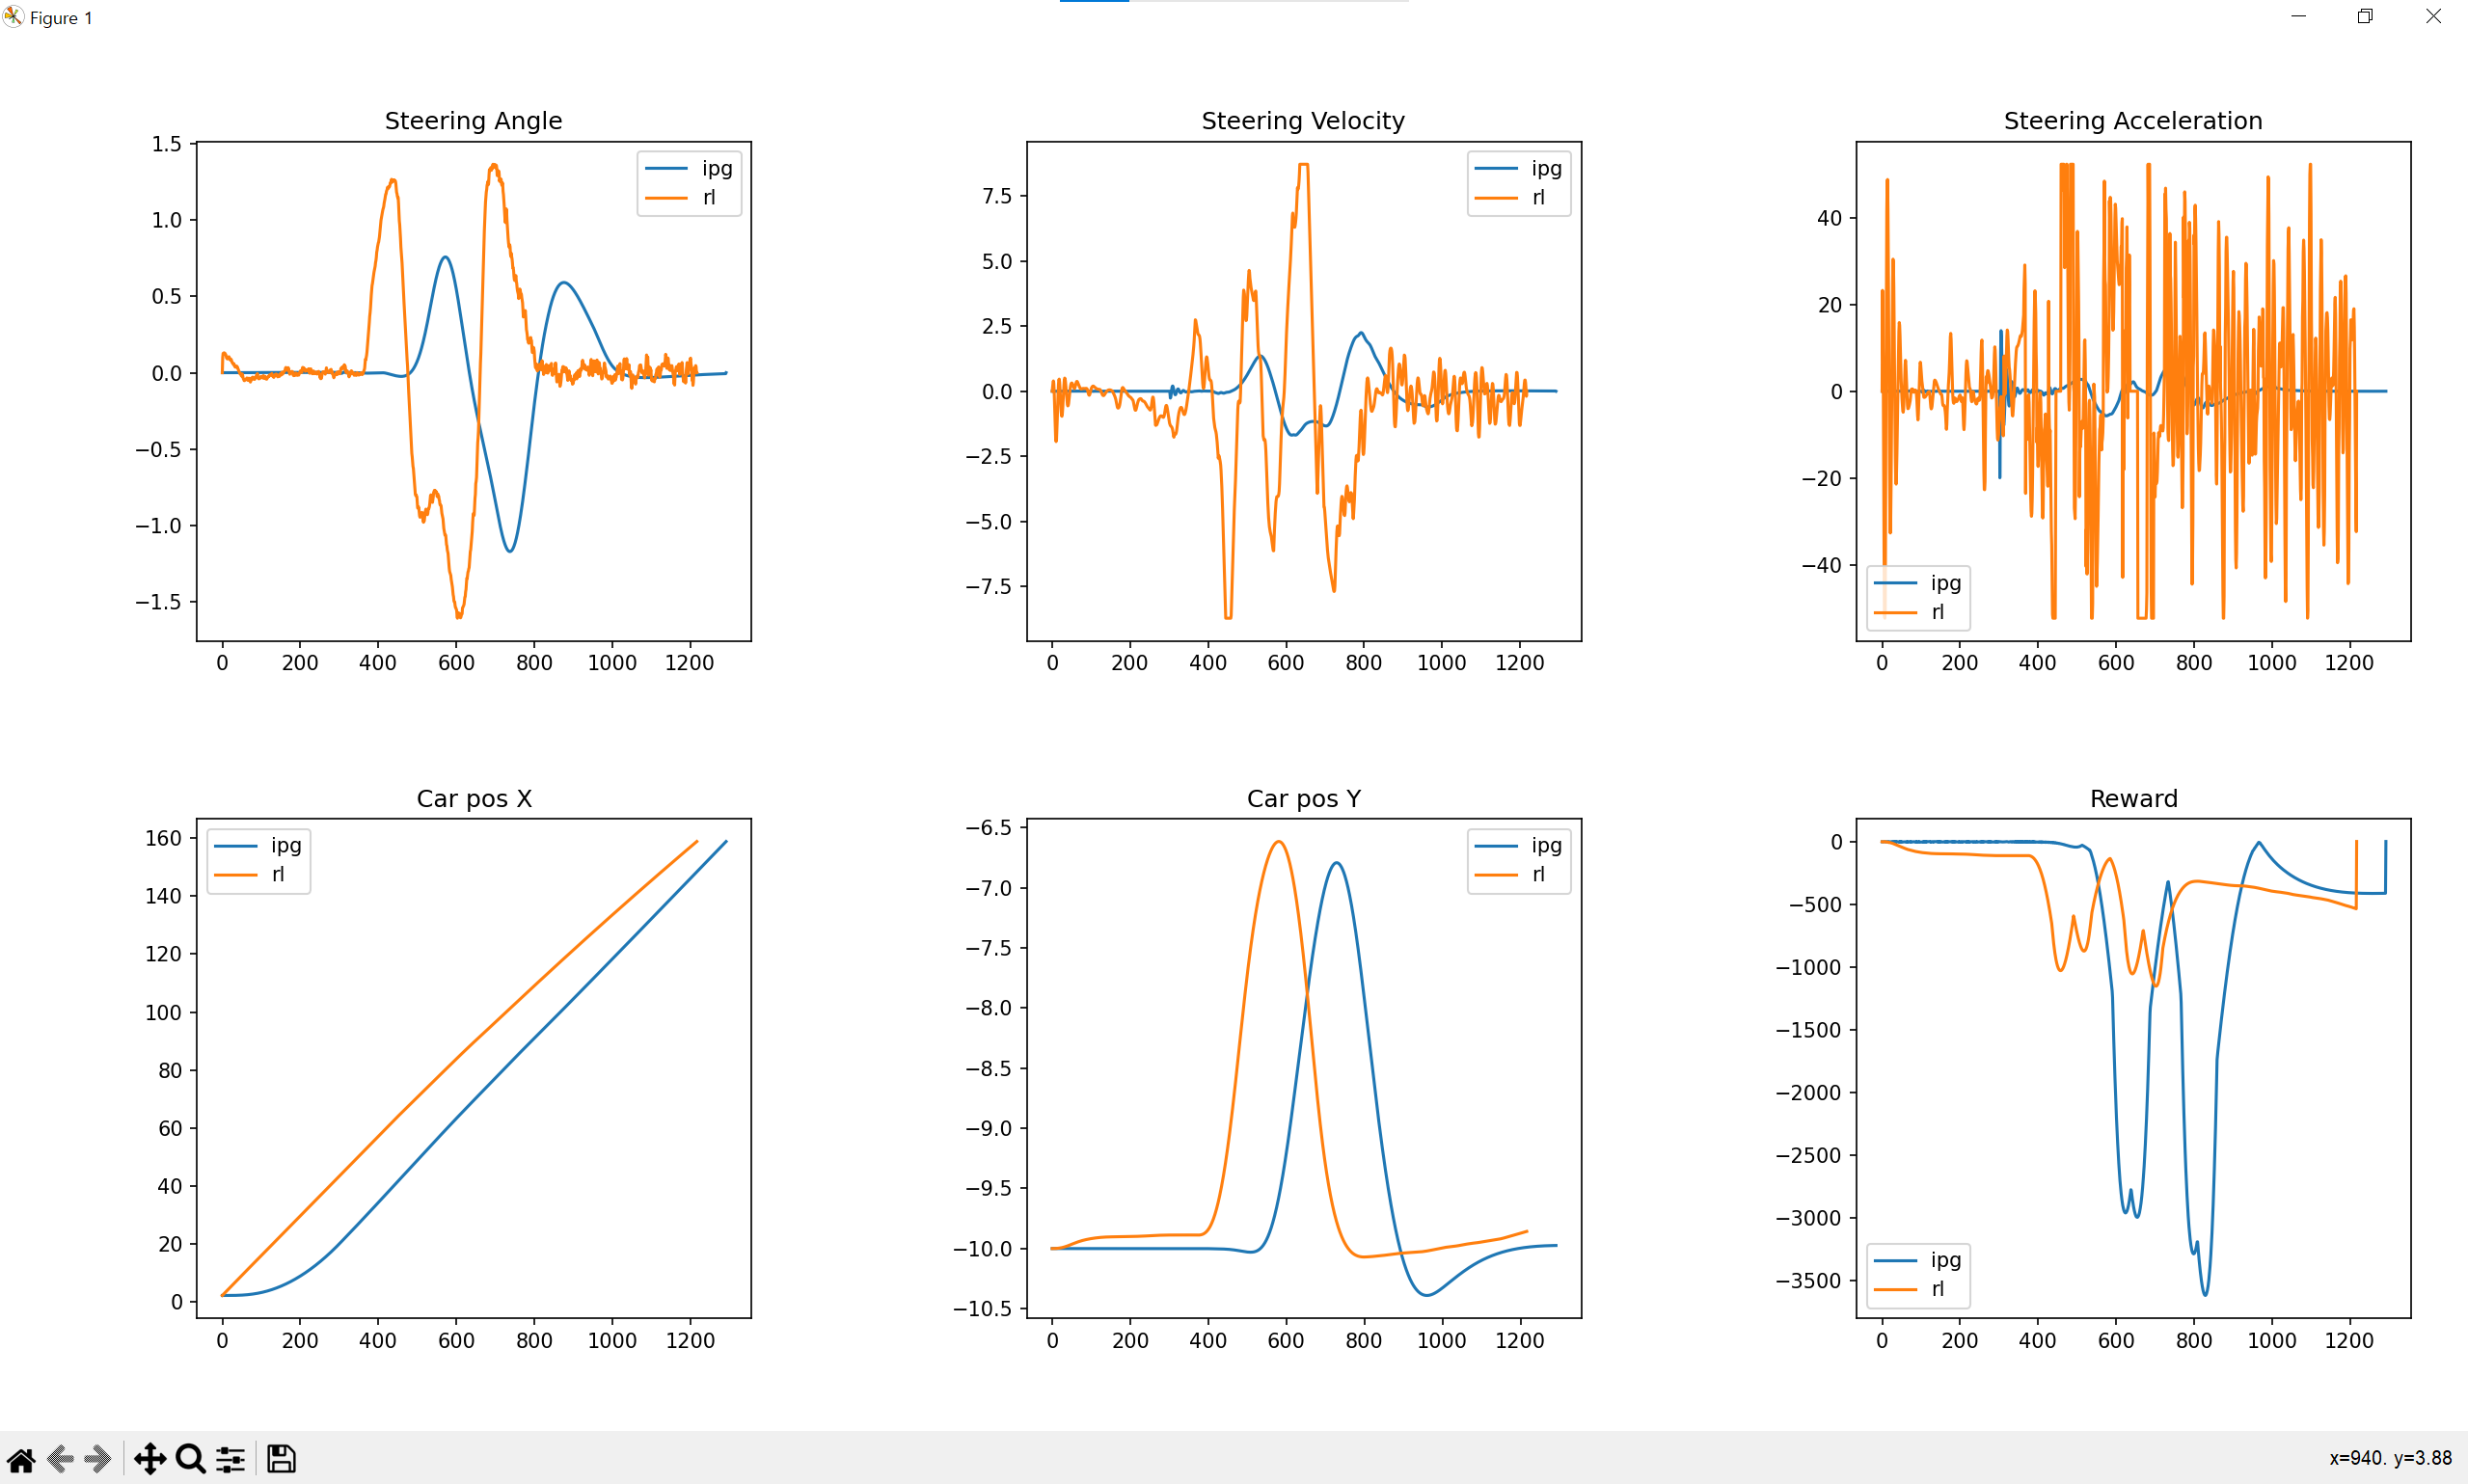 Figure 1
Steering Angle
1.5
1.0
0.5
0.0
−0.5
−1.0
−1.5
0 200 400 600 800 1000 1200
ipg
rl
Steering Velocity
7.5
5.0
2.5
0.0
−2.5
−5.0
−7.5
0 200 400 600 800 1000 1200
ipg
rl
Steering Acceleration
40
20
0
−20
−40
0 200 400 600 800 1000 1200
ipg
rl
Car pos X
160
140
120
100
80
60
40
20
0
0 200 400 600 800 1000 1200
ipg
rl
Car pos Y
−6.5
−7.0
−7.5
−8.0
−8.5
−9.0
−9.5
−10.0
−10.5
0 200 400 600 800 1000 1200
ipg
rl
Reward
0
−500
−1000
−1500
−2000
−2500
−3000
−3500
0 200 400 600 800 1000 1200
ipg
rl
x=940. y=3.88